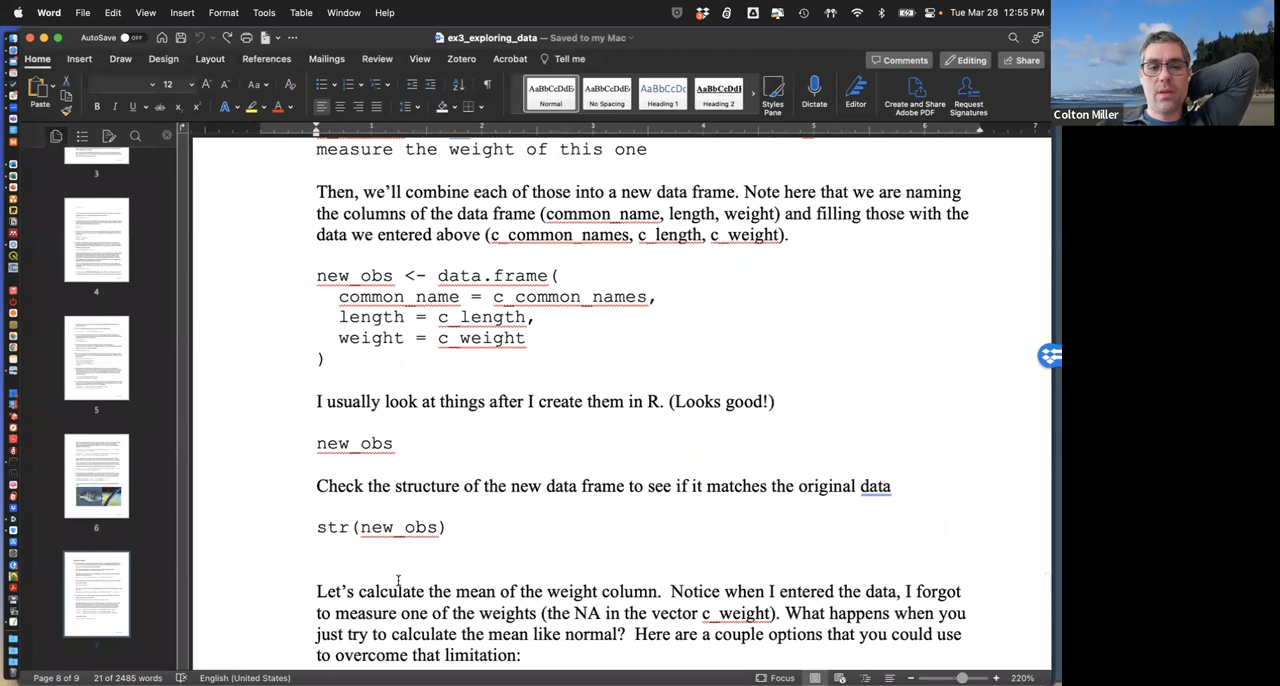 Word File Edit View Insert Format Tools Table Window Help Tue Mar 28 12:55 PM
AutoSave OFF ex3_exploring_data — Saved to my Mac
Home Insert Draw Design Layout References Mailings Review View Zotero Acrobat Tell me Comments Editing Share
Paste 12 AaBbCcDdEe Normal AaBbCcDdEe No Spacing AaBbCcDc Heading 1 AaBbCcDdEe Heading 2 Styles Pane Dictate Editor Create and Share Adobe PDF Request Signatures
Colton Miller
measure the weight of this one
Then, we'll combine each of those into a new data frame. Note here that we are naming
the columns of the data frame (common_name, length, weight) and filling those with the
data we entered above (c_common_names, c_length, c_weight).
new_obs <- data.frame(
common_name = c_common_names,
length = c_length,
weight = c_weight
)
I usually look at things after I create them in R. (Looks good!)
new_obs
Check the structure of the new data frame to see if it matches the original data
str(new_obs)
Let's calculate the mean of the weight column. Notice when I entered the data, I forgot
to measure one of the weights (the NA in the vector c_weight). What happens when you
just try to calculate the mean like normal? Here are a couple options that you could use
to overcome that limitation:
3
4
5
6
7
Page 8 of 9 21 of 2485 words English (United States) Focus 220%